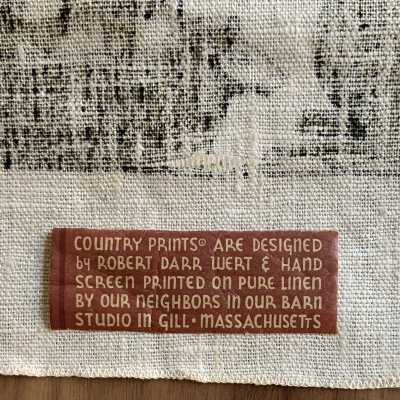 COUNTRY PRINTS® ARE DESIGNED
by ROBERT DARR WERT & HAND
SCREEN PRINTED ON PURE LINEN
BY OUR NEIGHBORS IN OUR BARN
STUDIO IN GILL • MASSACHUSETTS